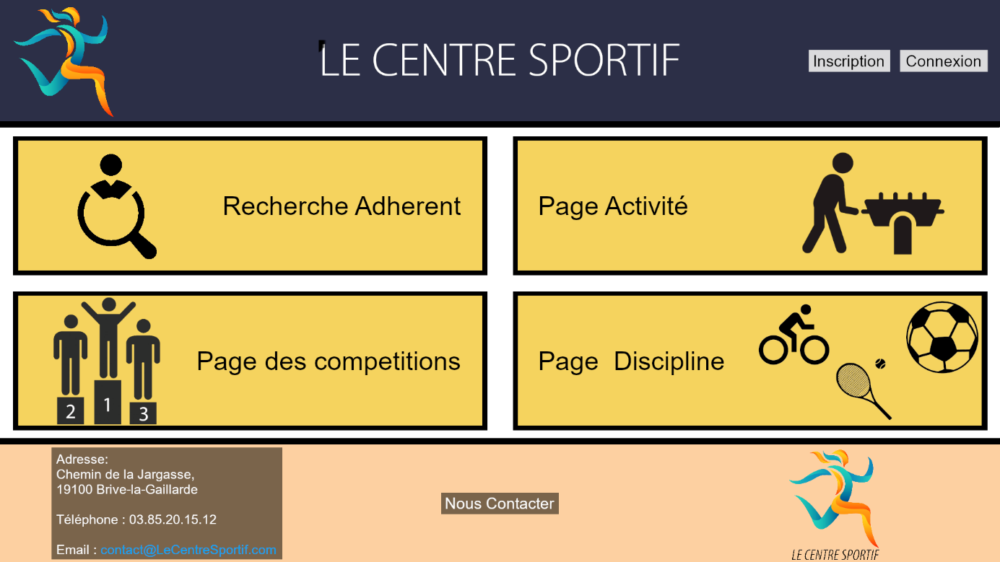 LE CENTRE SPORTIF
Inscription
Connexion
Recherche Adherent
Page Activité
Page des competitions
2
1
3
Page Discipline
Adresse:
Chemin de la Jargasse,
19100 Brive-la-Gaillarde
Téléphone : 03.85.20.15.12
Email : contact@LeCentreSportif.com
Nous Contacter
LE CENTRE SPORTIF